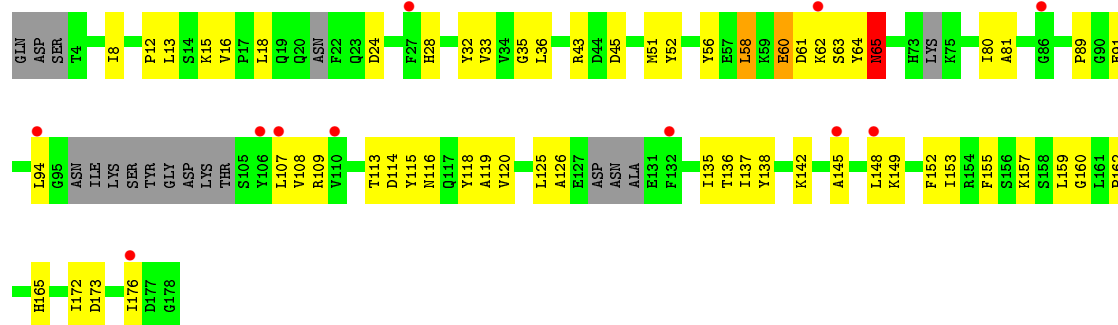 GLN ASP SER T4 I8 P12 L13 S14 K15 V16 P17 L18 Q19 Q20 ASN F22 Q23 D24 F27 H28 Y32 V33 V34 G35 L36 R43 D44 D45 M51 Y52 Y56 E57 L58 K59 E60 D61 K62 S63 Y64 N65 H73 LYS K75 I80 A81 G86 P89 G90
L94 G95 ASN ILE LYS SER TYR GLY ASP LYS THR S105 Y106 L107 V108 R109 V110 T113 D114 Y115 N116 Q117 Y118 A119 V120 L125 A126 E127 ASP ASN ALA E131 F132 I135 T136 I137 Y138 K142 A145 L148 K149 F152 I153 R154 F155 S156 K157 S158 L159 G160 L161
H165 I172 D173 I176 D177 G178